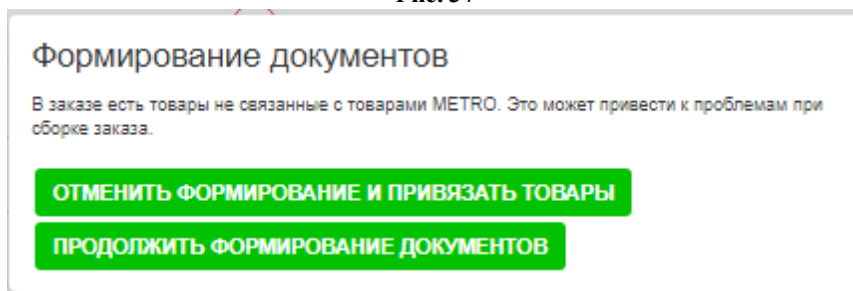 Формирование документов
В заказе есть товары не связанные с товарами METRO. Это может привести к проблемам при
сборке заказа.
ОТМЕНИТЬ ФОРМИРОВАНИЕ И ПРИВЯЗАТЬ ТОВАРЫ
ПРОДОЛЖИТЬ ФОРМИРОВАНИЕ ДОКУМЕНТОВ